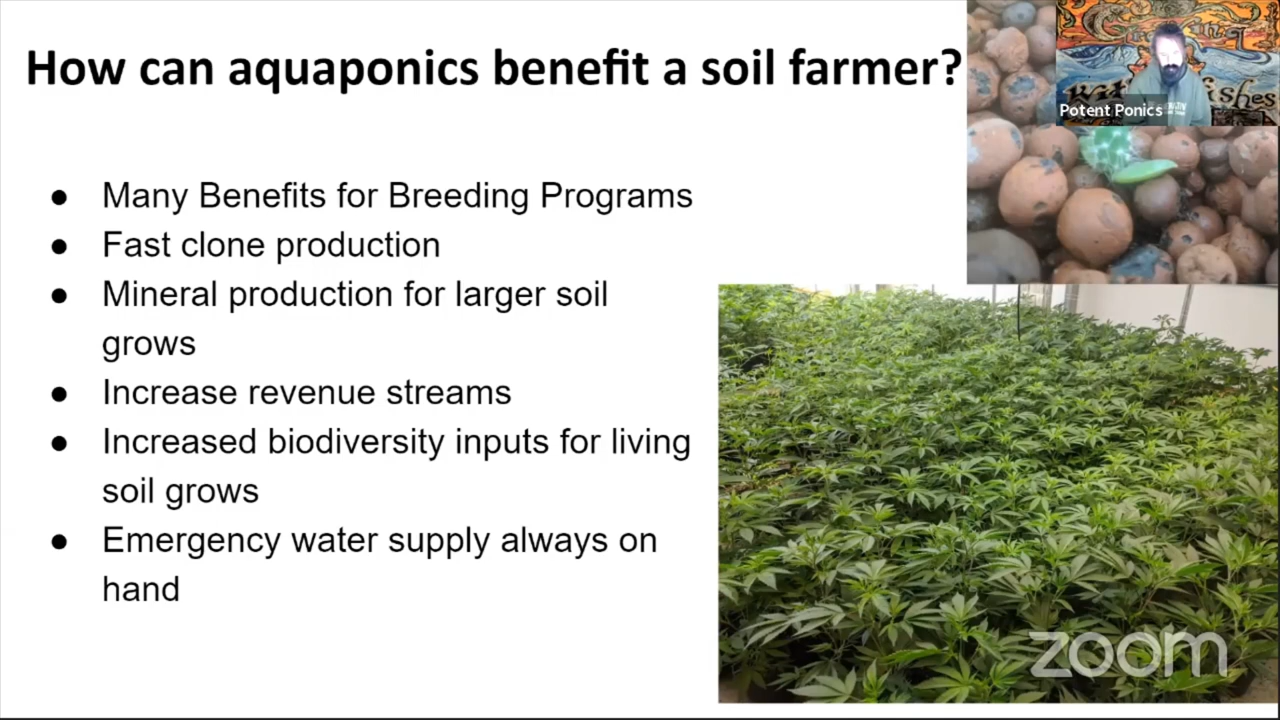 How can aquaponics benefit a soil farmer?
Potent Ponics
● Many Benefits for Breeding Programs
● Fast clone production
● Mineral production for larger soil
grows
● Increase revenue streams
● Increased biodiversity inputs for living
soil grows
● Emergency water supply always on
hand
zoom